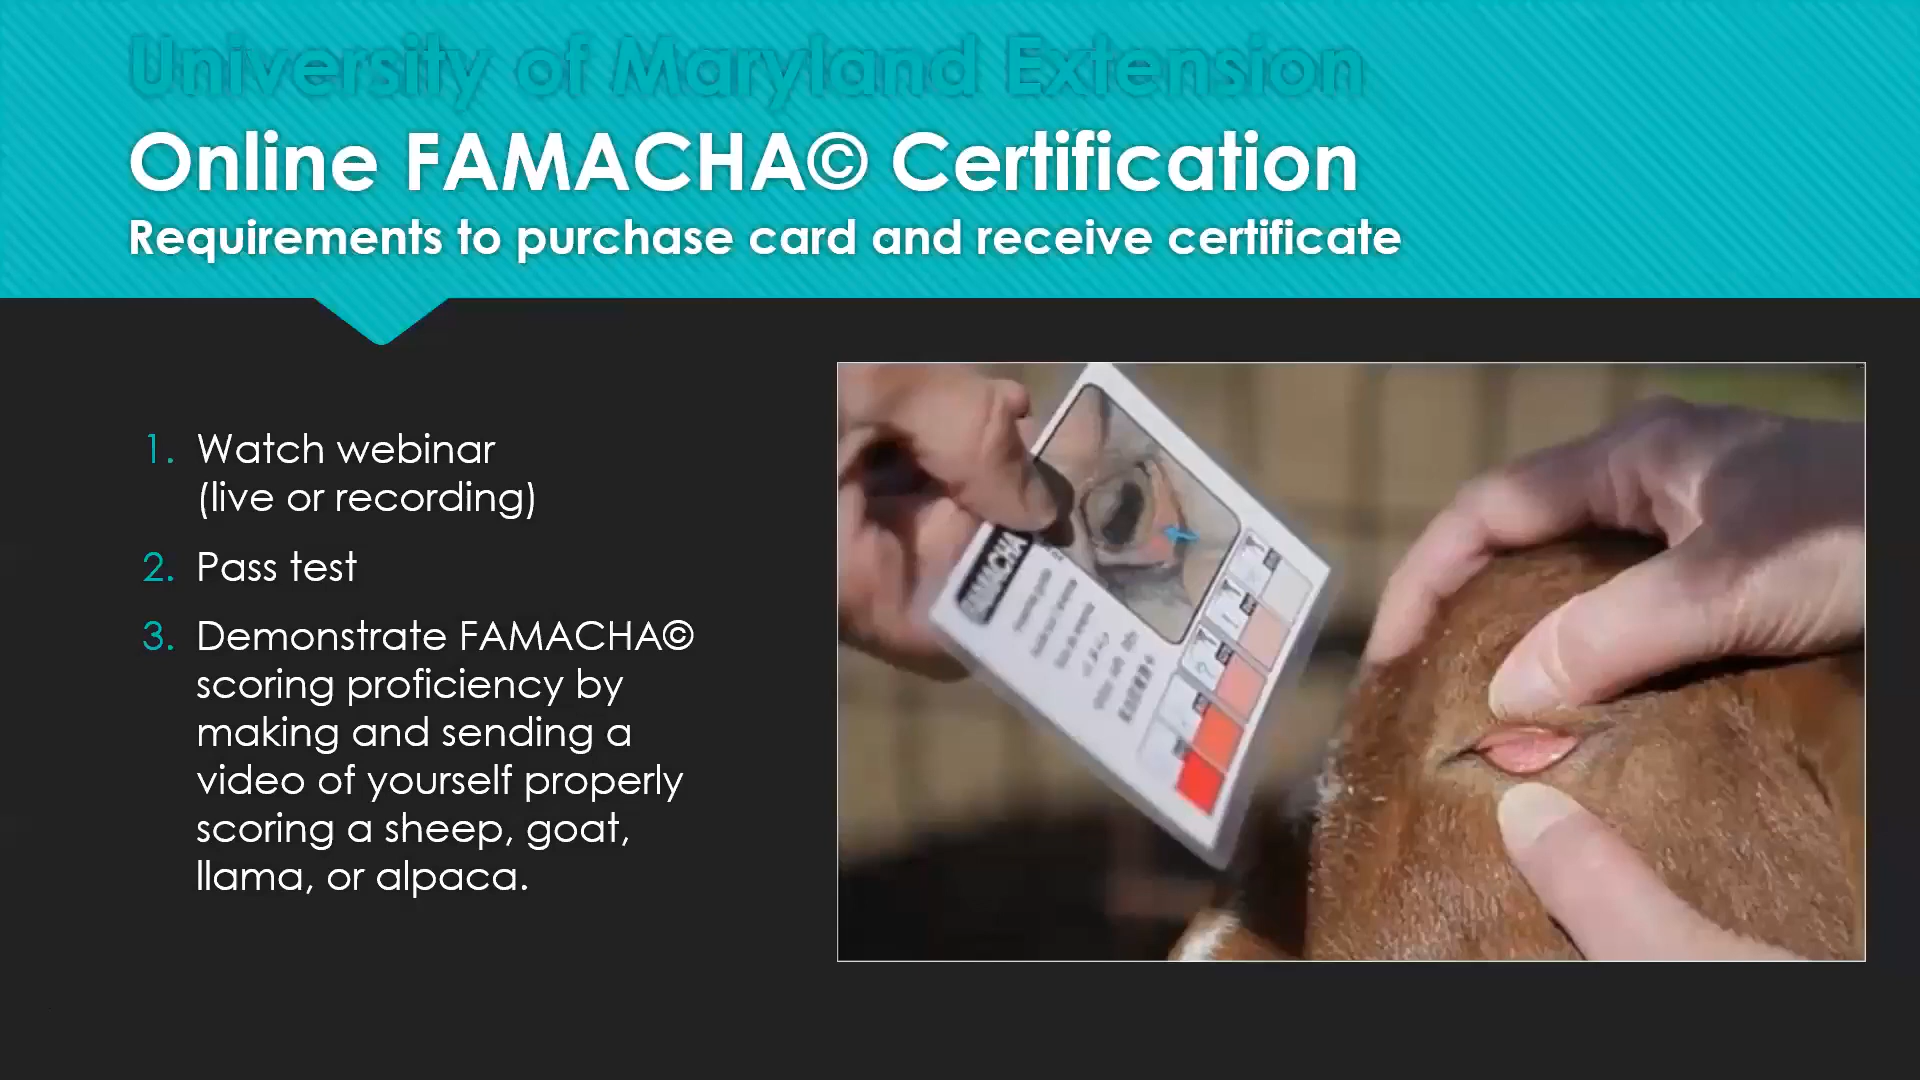 University of Maryland Extension
Online FAMACHA© Certification
Requirements to purchase card and receive certificate
1. Watch webinar
(live or recording)
2. Pass test
3. Demonstrate FAMACHA©
scoring proficiency by
making and sending a
video of yourself properly
scoring a sheep, goat,
llama, or alpaca.
FAMACHA